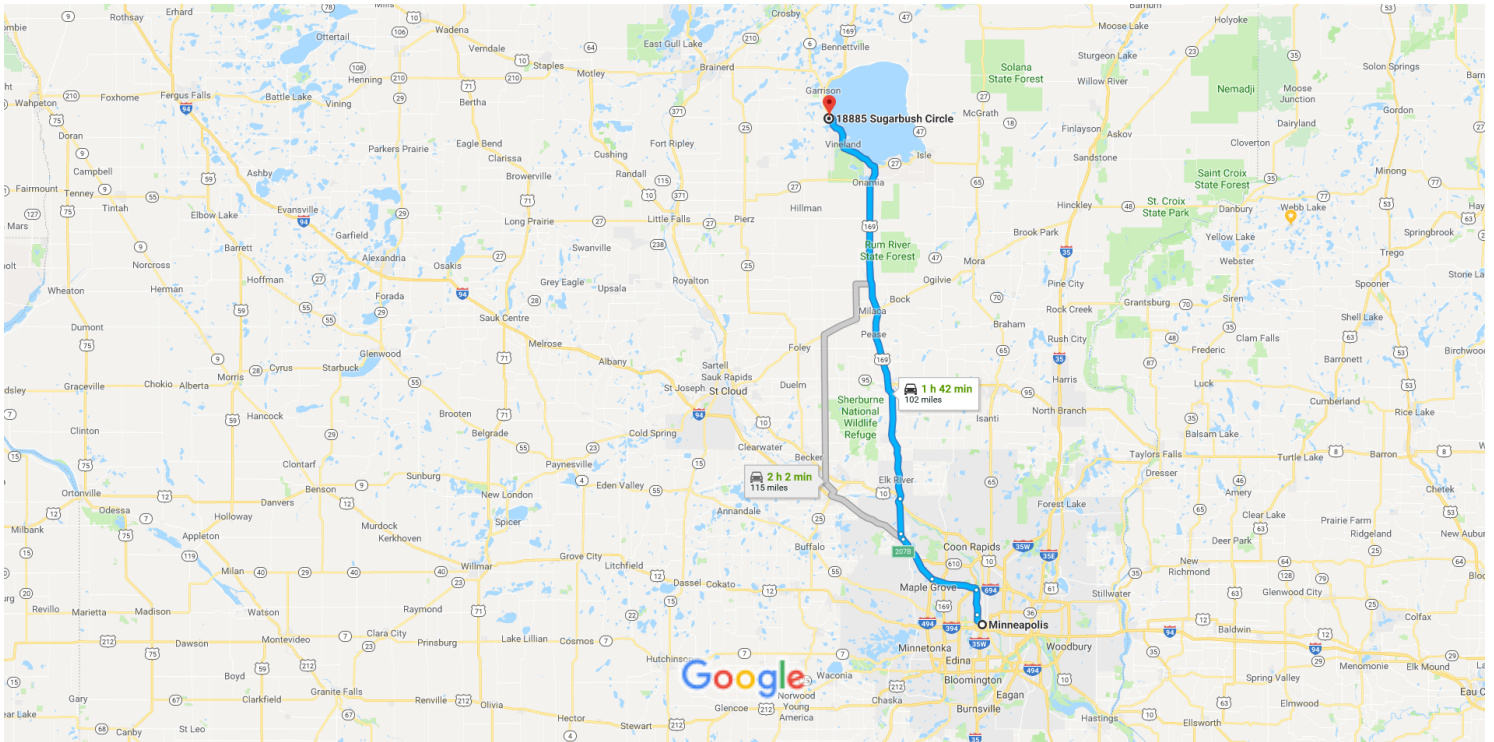 Rothsay
Erhard
Ottertail
Wadena
Verndale
Staples
Motley
East Gull Lake
Brainerd
Crosby
Bennettville
Garrison
18885 Sugarbush Circle
Vineland
Isle
Onamia
Solana
State Forest
McGrath
Moose Lake
Sturgeon Lake
Willow River
Holyoke
Nemadji
Moose
Junction
Solon Springs
Gordon
Dairyland
Cloverton
Finlayson
Askov
Sandstone
Saint Croix
State Forest
St. Croix
State Park
Danbury
Webb Lake
Minong
Springbrook
Trego
Yellow Lake
Webster
Spooner
Siren
Hinckley
Brook Park
Mora
Ogilvie
Pine City
Rock Creek
Grantsburg
Rush City
Braham
Harris
North Branch
Isanti
Wahpeton
Foxhome
Fergus Falls
Battle Lake
Henning
Vining
Hewitt
Bertha
Doran
Campbell
Tenney
Tintah
Fairmount
Parkers Prairie
Eagle Bend
Clarissa
Browerville
Cushing
Randall
Fort Ripley
Ashby
Elbow Lake
Evansville
Garfield
Long Prairie
Little Falls
Pierz
Hillman
Barrett
Norcross
Hoffman
Alexandria
Osakis
Swanville
Grey Eagle
Upsala
Royalton
Rum River
State Forest
Bock
Milaca
Pease
Wheaton
Herman
Forada
Sauk Centre
Melrose
Albany
Sartell
Sauk Rapids
St Joseph
St Cloud
Foley
Duelm
Dumont
Graceville
Chokio
Alberta
Morris
Cyrus
Starbuck
Glenwood
Hancock
Brooten
Belgrade
Cold Spring
Clearwater
Becker
Sherburne
National
Wildlife
Refuge
1 h 42 min
102 miles
2 h 2 min
115 miles
Elk River
Clinton
Clontarf
Benson
Sunburg
Paynesville
Eden Valley
Ortonville
Odessa
Danvers
Holloway
Appleton
Murdock
Kerkhoven
New London
Spicer
Annandale
Buffalo
Milbank
Milan
Willmar
Grove City
Litchfield
Dassel
Cokato
Revillo
Marietta
Madison
Watson
Raymond
Montevideo
Clara City
Prinsburg
Lake Lillian
Cosmos
Hutchinson
Dawson
Boyd
Granite Falls
Clarkfield
Renville
Olivia
Hector
Stewart
Glencoe
Norwood
Young
America
Waconia
Chaska
Gary
Canby
St Leo
Google
Coon Rapids
Maple Grove
Minneapolis
Minnetonka
Edina
Bloomington
Eagan
Burnsville
Woodbury
Hastings
Stillwater
Forest Lake
Taylors Falls
Dresser
Balsam Lake
Turtle Lake
Barron
Frederic
Luck
Clam Falls
Shell Lake
Barronett
Cumberland
Rice Lake
Birchwood
Amery
Clear Lake
Deer Park
Prairie Farm
Ridgeland
Chetek
New Auburn
New
Richmond
Glenwood City
Colfax
Baldwin
Menomonie
Elk Mound
Spring Valley
Elmwood
Ellsworth